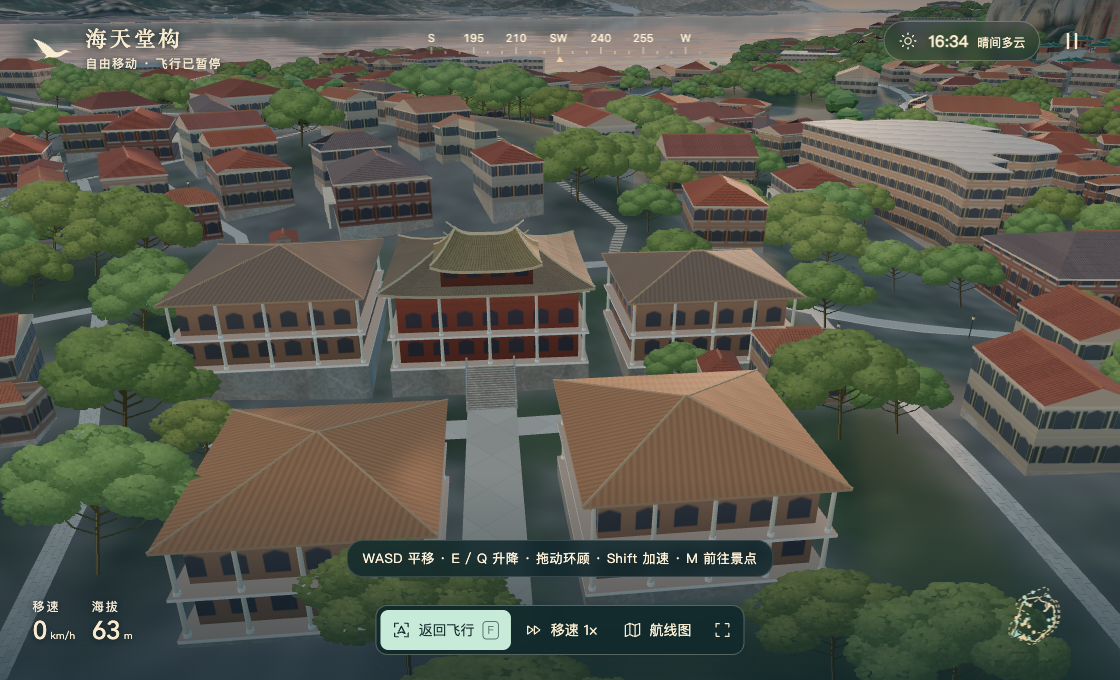 海天堂构
自由移动 · 飞行已暂停
S 195 210 SW 240 255 W
16:34 晴间多云
WASD 平移 · E / Q 升降 · 拖动环顾 · Shift 加速 · M 前往景点
移速 海拔
0 km/h 63 m
返回飞行 F 移速 1× 航线图